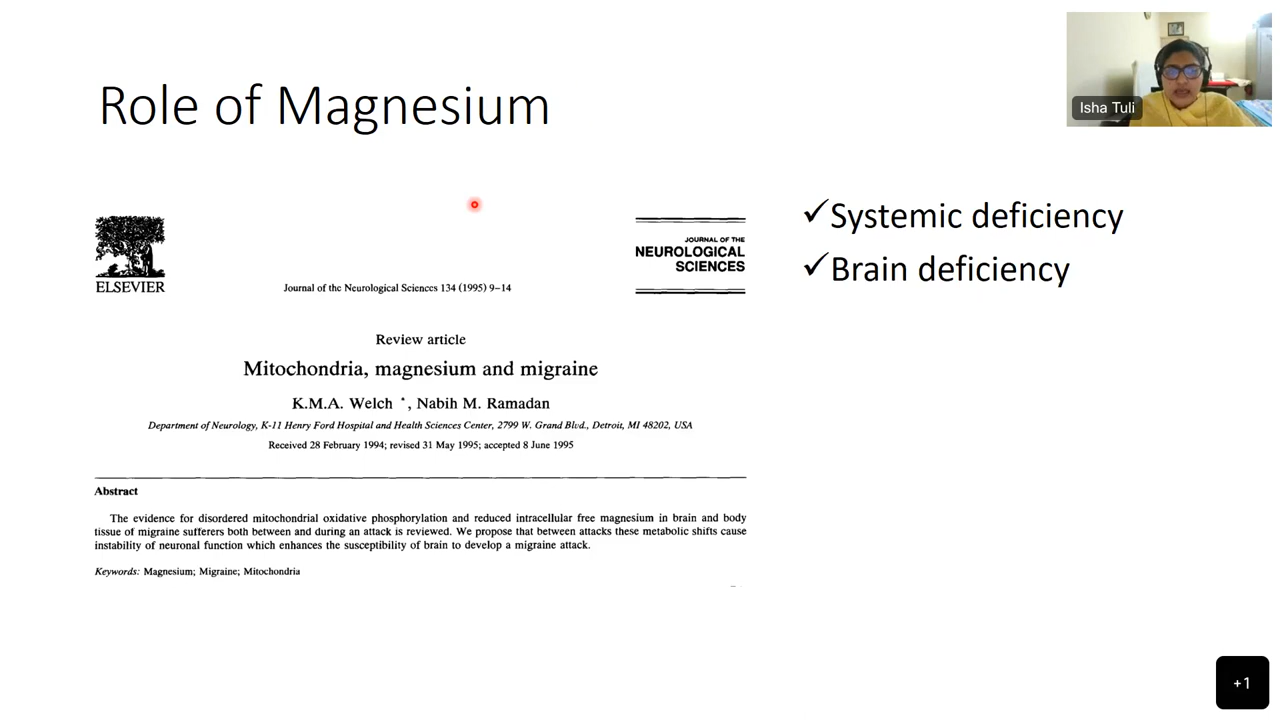 Role of Magnesium
Isha Tuli
ELSEVIER
Journal of the Neurological Sciences 134 (1995) 9-14
JOURNAL OF THE
NEUROLOGICAL
SCIENCES
✓Systemic deficiency
✓Brain deficiency
Review article
Mitochondria, magnesium and migraine
K.M.A. Welch *, Nabih M. Ramadan
Department of Neurology, K-11 Henry Ford Hospital and Health Sciences Center, 2799 W. Grand Blvd., Detroit, MI 48202, USA
Received 28 February 1994; revised 31 May 1995; accepted 8 June 1995
Abstract
The evidence for disordered mitochondrial oxidative phosphorylation and reduced intracellular free magnesium in brain and body
tissue of migraine sufferers both between and during an attack is reviewed. We propose that between attacks these metabolic shifts cause
instability of neuronal function which enhances the susceptibility of brain to develop a migraine attack.
Keywords: Magnesium; Migraine; Mitochondria
+1